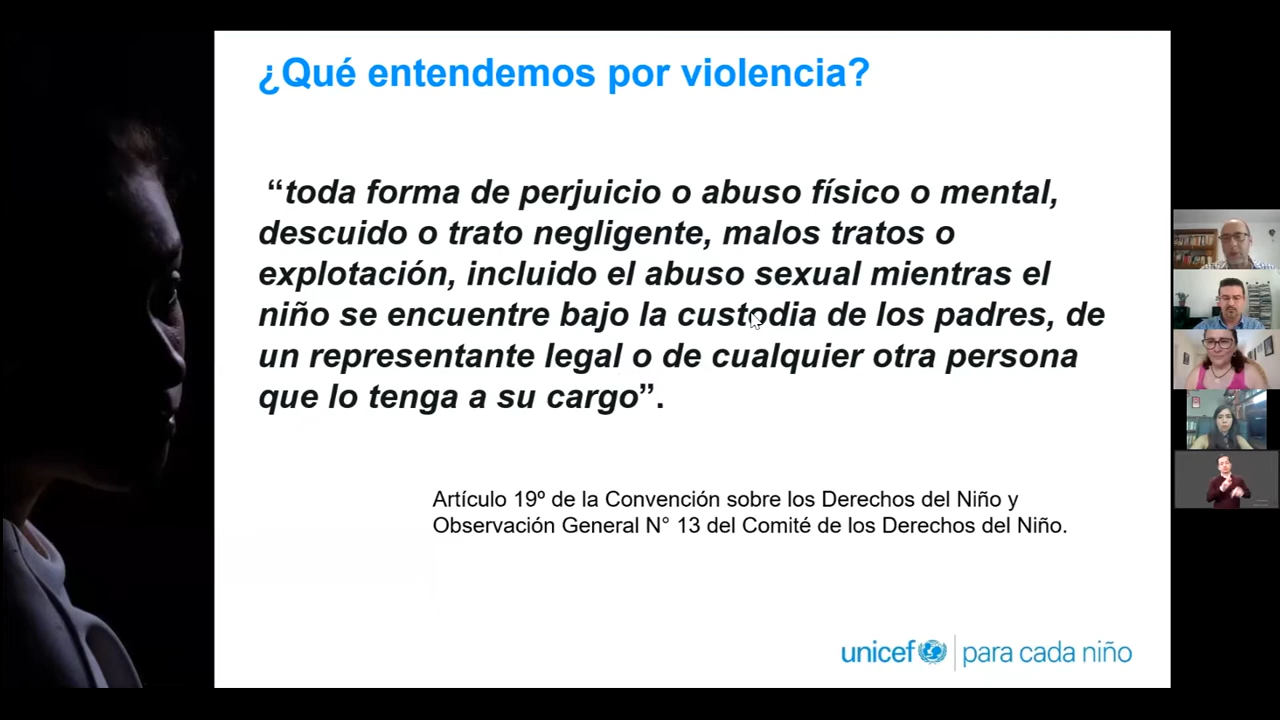 ¿Qué entendemos por violencia?
“toda forma de perjuicio o abuso físico o mental,
descuido o trato negligente, malos tratos o
explotación, incluido el abuso sexual mientras el
niño se encuentre bajo la custodia de los padres, de
un representante legal o de cualquier otra persona
que lo tenga a su cargo”.
Artículo 19º de la Convención sobre los Derechos del Niño y
Observación General N° 13 del Comité de los Derechos del Niño.
unicef para cada niño